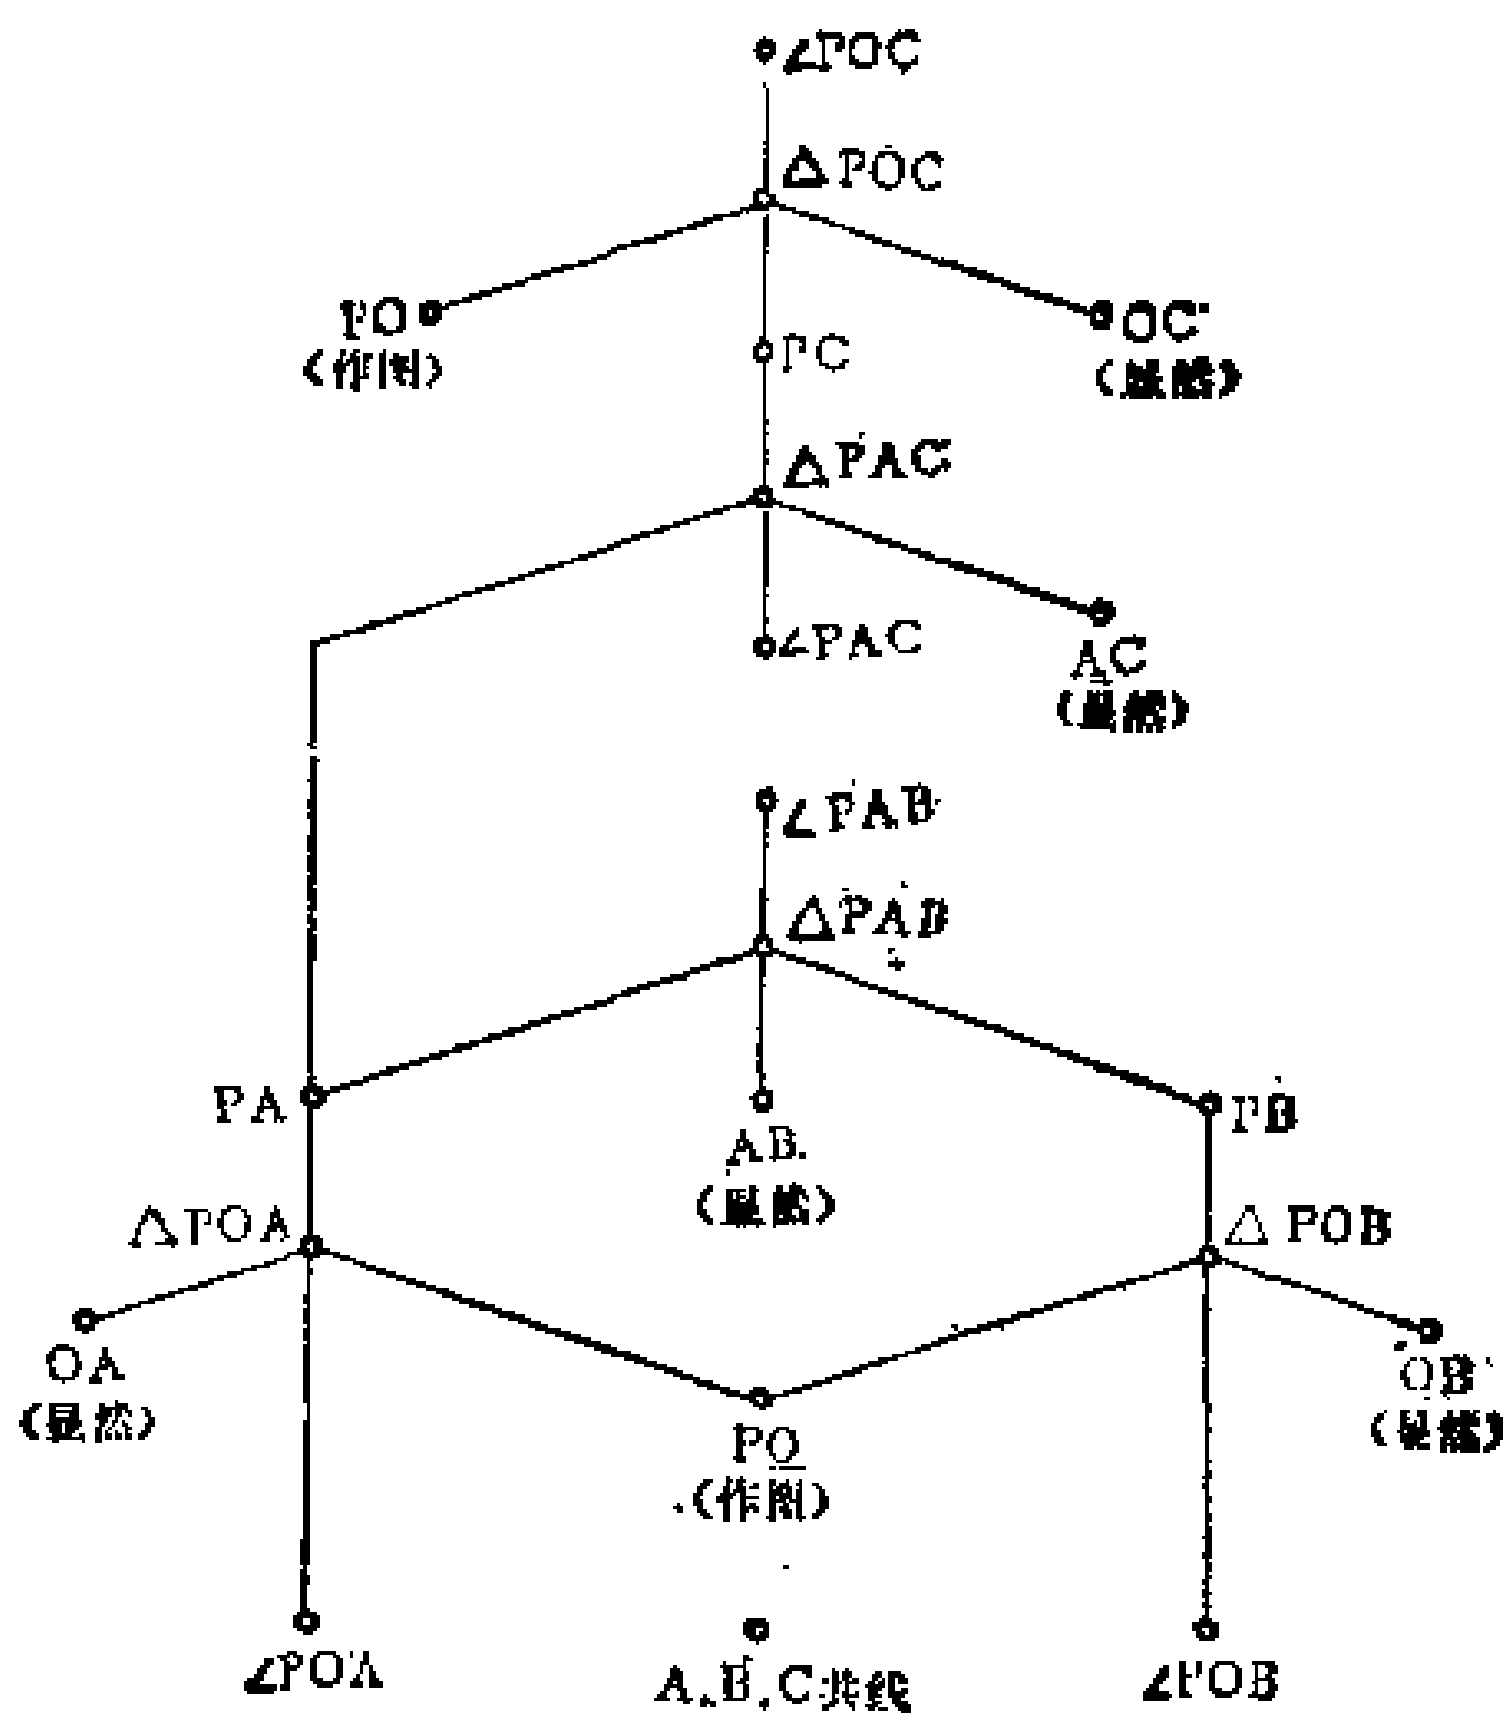 ∠POC
△POC
PO
(作图)
OC
(显然)
PC
△PAC
∠PAC
AC
(显然)
∠PAB
△PAB
PA
PB
AB
(显然)
△POA
△POB
OA
(显然)
OB
(显然)
PO
(作图)
∠POA
A、B、C共线
∠POB